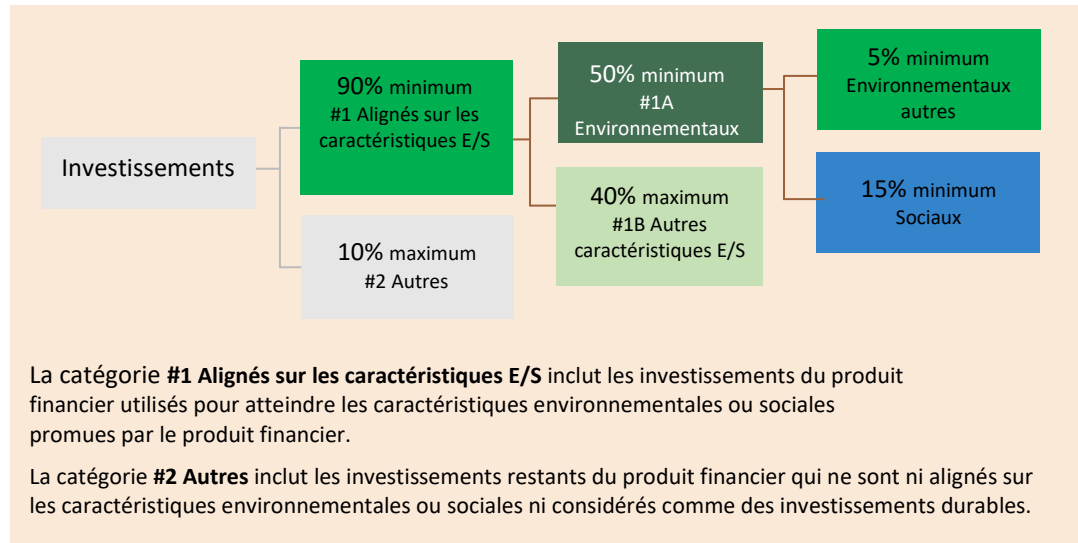 Investissements
90% minimum
#1 Alignés sur les
caractéristiques E/S
10% maximum
#2 Autres
50% minimum
#1A
Environnementaux
40% maximum
#1B Autres
caractéristiques E/S
5% minimum
Environnementaux
autres
15% minimum
Sociaux
La catégorie #1 Alignés sur les caractéristiques E/S inclut les investissements du produit
financier utilisés pour atteindre les caractéristiques environnementales ou sociales
promues par le produit financier.
La catégorie #2 Autres inclut les investissements restants du produit financier qui ne sont ni alignés sur
les caractéristiques environnementales ou sociales ni considérés comme des investissements durables.